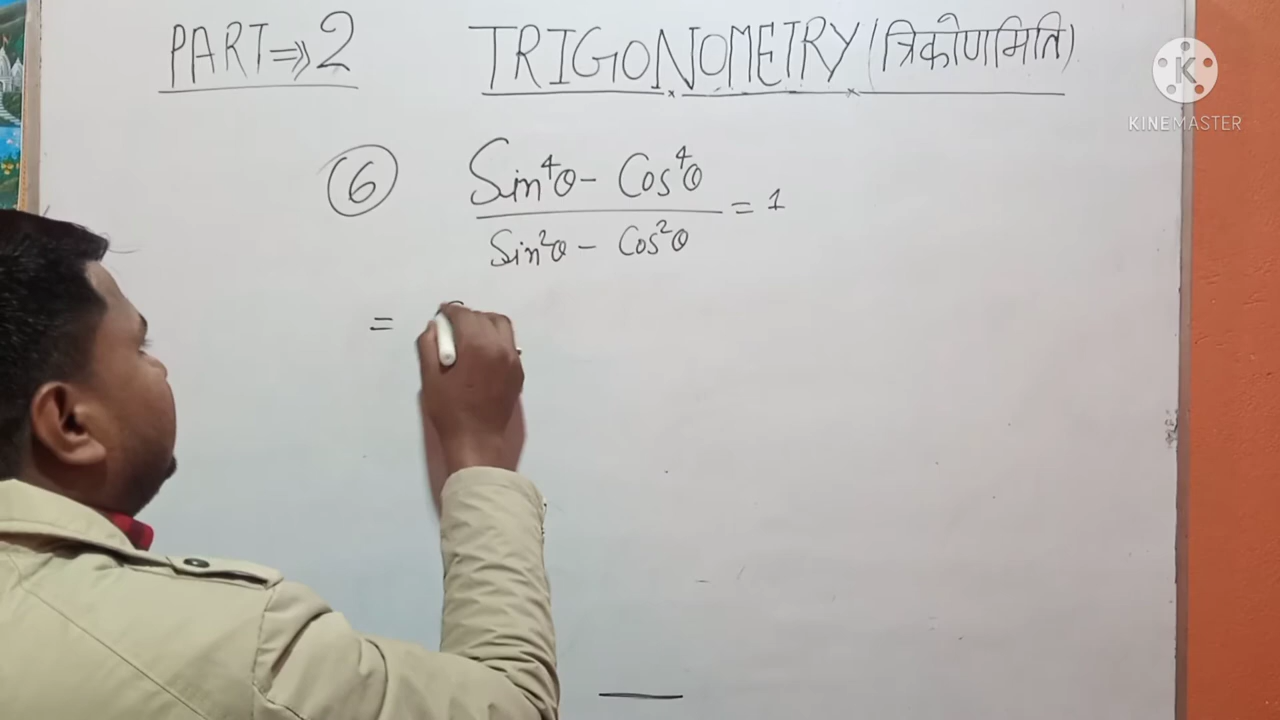 PART ⇒ 2 TRIGONOMETRY (त्रिकोणमिति)
KINEMASTER
⑥ Sin⁴θ - Cos⁴θ / Sin²θ - Cos²θ = 1
=